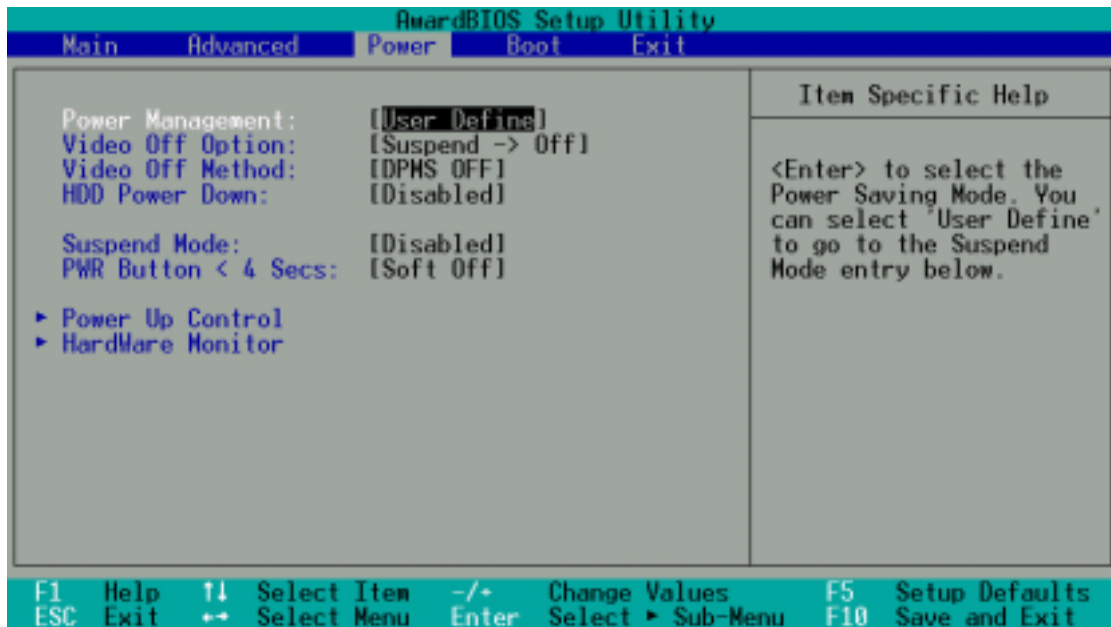 AwardBIOS Setup Utility
Main Advanced Power Boot Exit
Power Management: [User Define]
Video Off Option: [Suspend -> Off]
Video Off Method: [DPMS OFF]
HDD Power Down: [Disabled]
Suspend Mode: [Disabled]
PWR Button < 4 Secs: [Soft Off]
► Power Up Control
► HardWare Monitor
Item Specific Help
<Enter> to select the
Power Saving Mode. You
can select 'User Define'
to go to the Suspend
Mode entry below.
F1 Help ↑↓ Select Item -/+ Change Values F5 Setup Defaults
ESC Exit ←→ Select Menu Enter Select ► Sub-Menu F10 Save and Exit